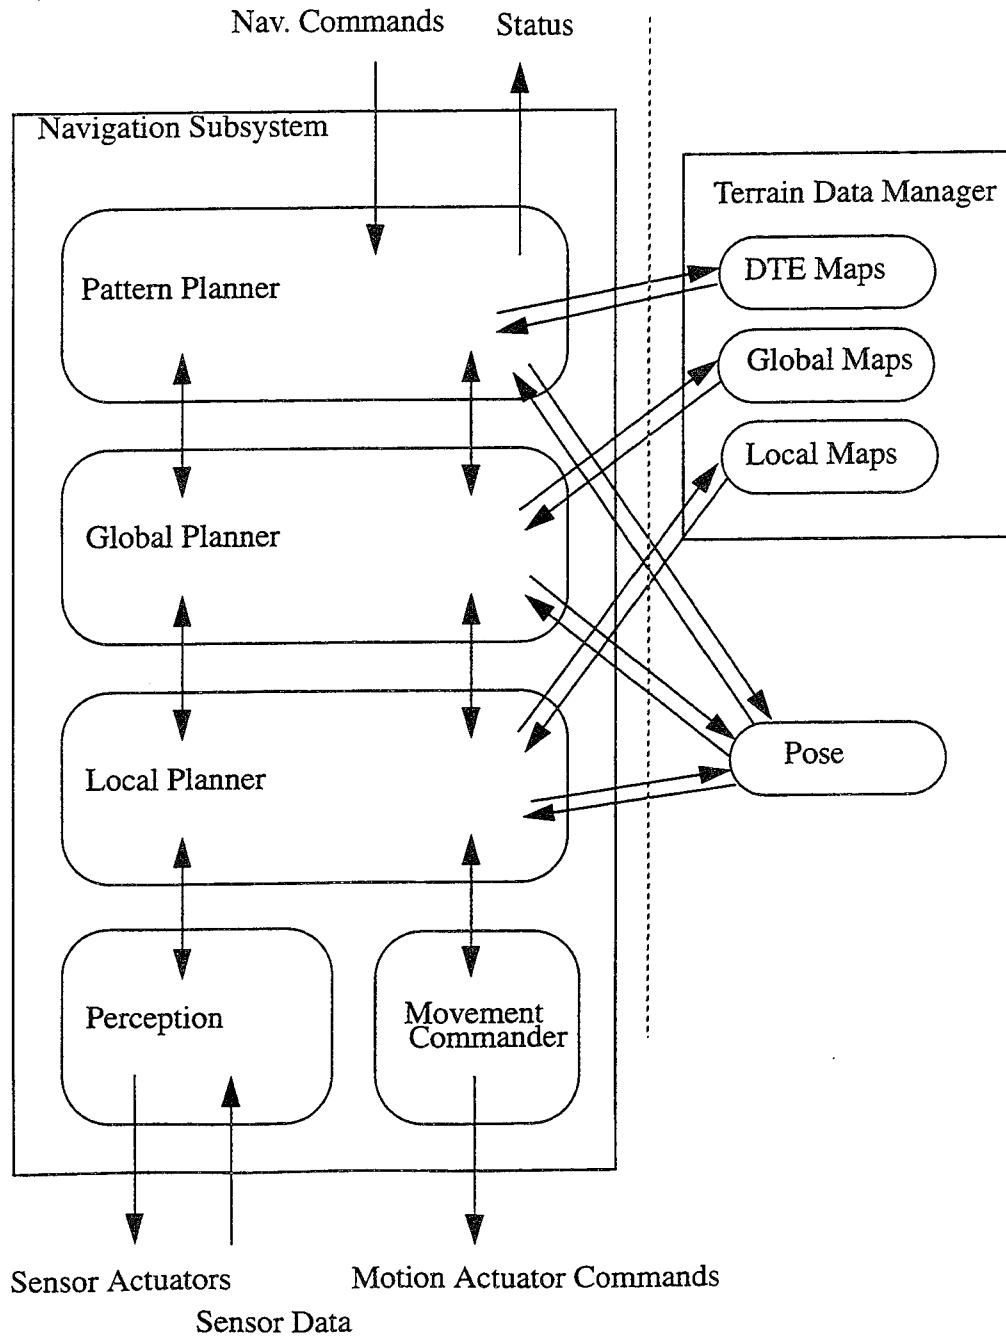 Nav. Commands
Status
Navigation Subsystem
Terrain Data Manager
Pattern Planner
DTE Maps
Global Maps
Local Maps
Global Planner
Local Planner
Pose
Perception
Movement
Commander
Sensor Actuators
Motion Actuator Commands
Sensor Data